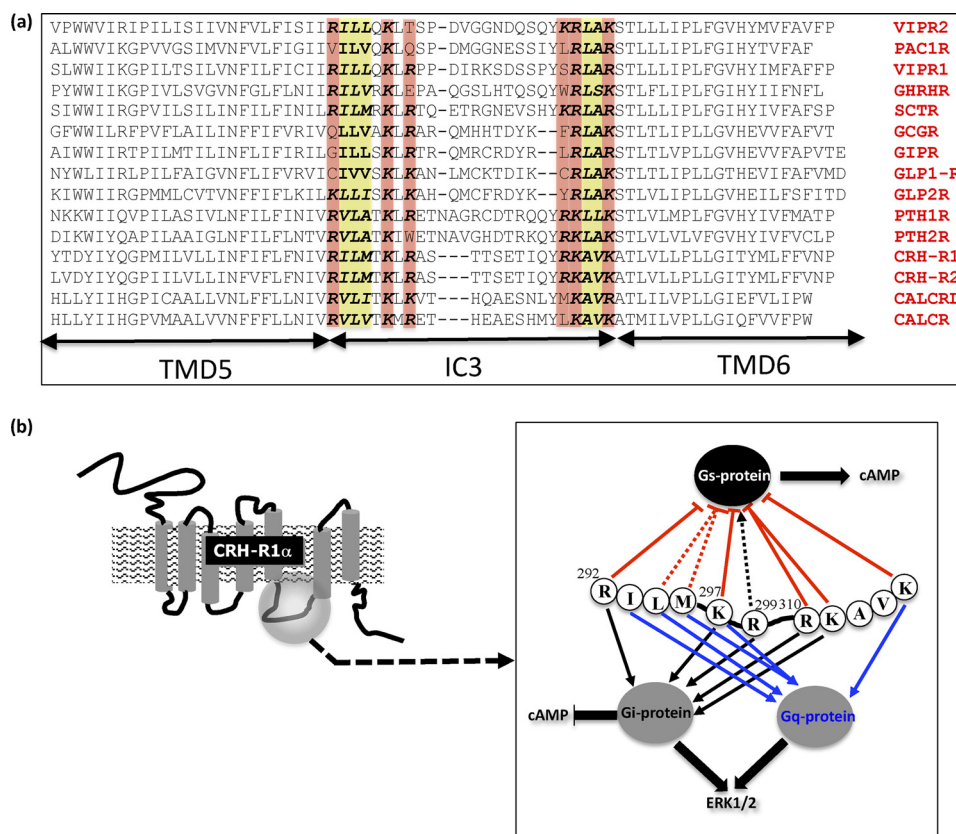 (a)
VPWWVIRMPILISIIVNFVLFISIIRILLQKLTSP-DVGGNDQSQYKRLAKSTLLLIPLFGVHYMVFAVFP VIPR2
ALWWVIKGPVVGSIMVNFVLFIGIIVILVQKLQSP-DMGGNESSIYLRLARSTLLLIPLFGIHYTVFAF PAC1R
SLWWIIKGPILTSILVNFILFICIIRILLQKLRPP-DIRKSDSSPYSRLARSTLLLIPLFGVHYIMFAFFP VIPR1
PYWWIIKGPIVLSVGVNFGLFLNIIRILVRKLEPA-QGSLHTQSQYWRLSKSTLFLIPLFGIHYIIFNFL GHRHR
SIWWIIRGPVILSILINFILFINIIRILMRKLRTQ-ETRGNEVSHYKRLARSTLLLIPLFGIHYIVFAFSP SCTR
GFWWILRFPVFLAILINFFIFVRIVQLLVAKLRAR-QMHHTDYK--FRLAKSTLTLIPLLGVHEVVFAFVT GCGR
AIWWIIRTPILMTILINFLIFIRILGILLSKLRTR-QMRCRDYR--LRLARSTLTLVPLLGVHEVVFAPVTE GIPR
NYWLIIRLPILFAIGVNFLIFVRVICIVVSKLKAN-LMCKTDIK--CRLAKSTLTLIPLLGTHEVIFAFVMD GLP1-R
KIWWIIRGPMMLCVTVNFFIFLKILKLLISKLKAH-QMCFRDYK--YRLAKSTLVLIPLLGVHEILFSFITD GLP2R
NKKWIIQVPILASIVLNFILFINIVRVLATKLRETNAGRCDTRQQYRKLLKSTLVLMPLFGVHYIVFMATP PTH1R
DIKWIYQAPILAAIGLNFILFLNTVRVLATKIWETNAVGHDTRKQYRKLAKSTLVLVLVFGVHYIVFVCLP PTH2R
YTDYIYQGPMILVLLINFIFLFNIVRILMTKLRAS---TTSETIQYRKAVKATLVLLPLLGITYMLFFVNP CRH-R1
LVDYIYQGPIILVLLINFVFLFNIVRILMTKLRAS---TTSETIQYRKAVKATLVLLPLLGITYMLFFVNP CRH-R2
HLLYIIHGPICAALLVNLFFLLNIVRVLITKLKVT---HQAESNLYMKAVRATLILVPLLGIEFVLIPW CALCRL
HLLYIIHGPVMAALVVNFFFLLNIVRVLVTKMRET---HEAESHMYLKAVKATMILVPLLGIQFVVFPW CALCR
TMD5 IC3 TMD6
(b)
Gs-protein cAMP
CRH-R1α
292 297 299 310
R I L M K R R K A V K
cAMP Gi-protein Gq-protein
ERK1/2